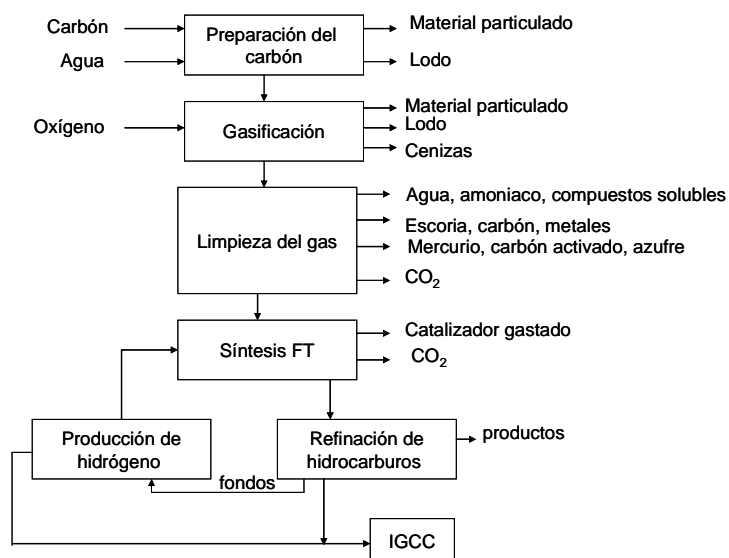 Carbón
Agua
Preparación del
carbón
Material particulado
Lodo
Oxígeno
Gasificación
Material particulado
Lodo
Cenizas
Limpieza del gas
Agua, amoniaco, compuestos solubles
Escoria, carbón, metales
Mercurio, carbón activado, azufre
CO₂
Síntesis FT
Catalizador gastado
CO₂
Producción de
hidrógeno
Refinación de
hidrocarburos
productos
fondos
IGCC